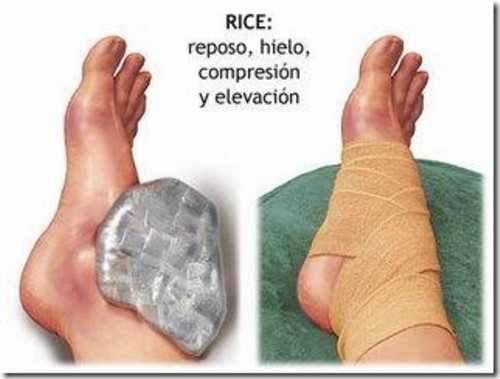 RICE:
reposo, hielo,
compresión
y elevación